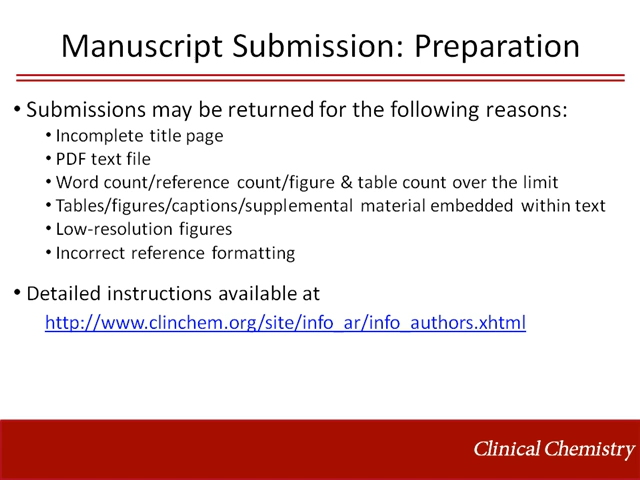 Manuscript Submission: Preparation
• Submissions may be returned for the following reasons:
• Incomplete title page
• PDF text file
• Word count/reference count/figure & table count over the limit
• Tables/figures/captions/supplemental material embedded within text
• Low-resolution figures
• Incorrect reference formatting
• Detailed instructions available at
http://www.clinchem.org/site/info_ar/info_authors.xhtml
Clinical Chemistry